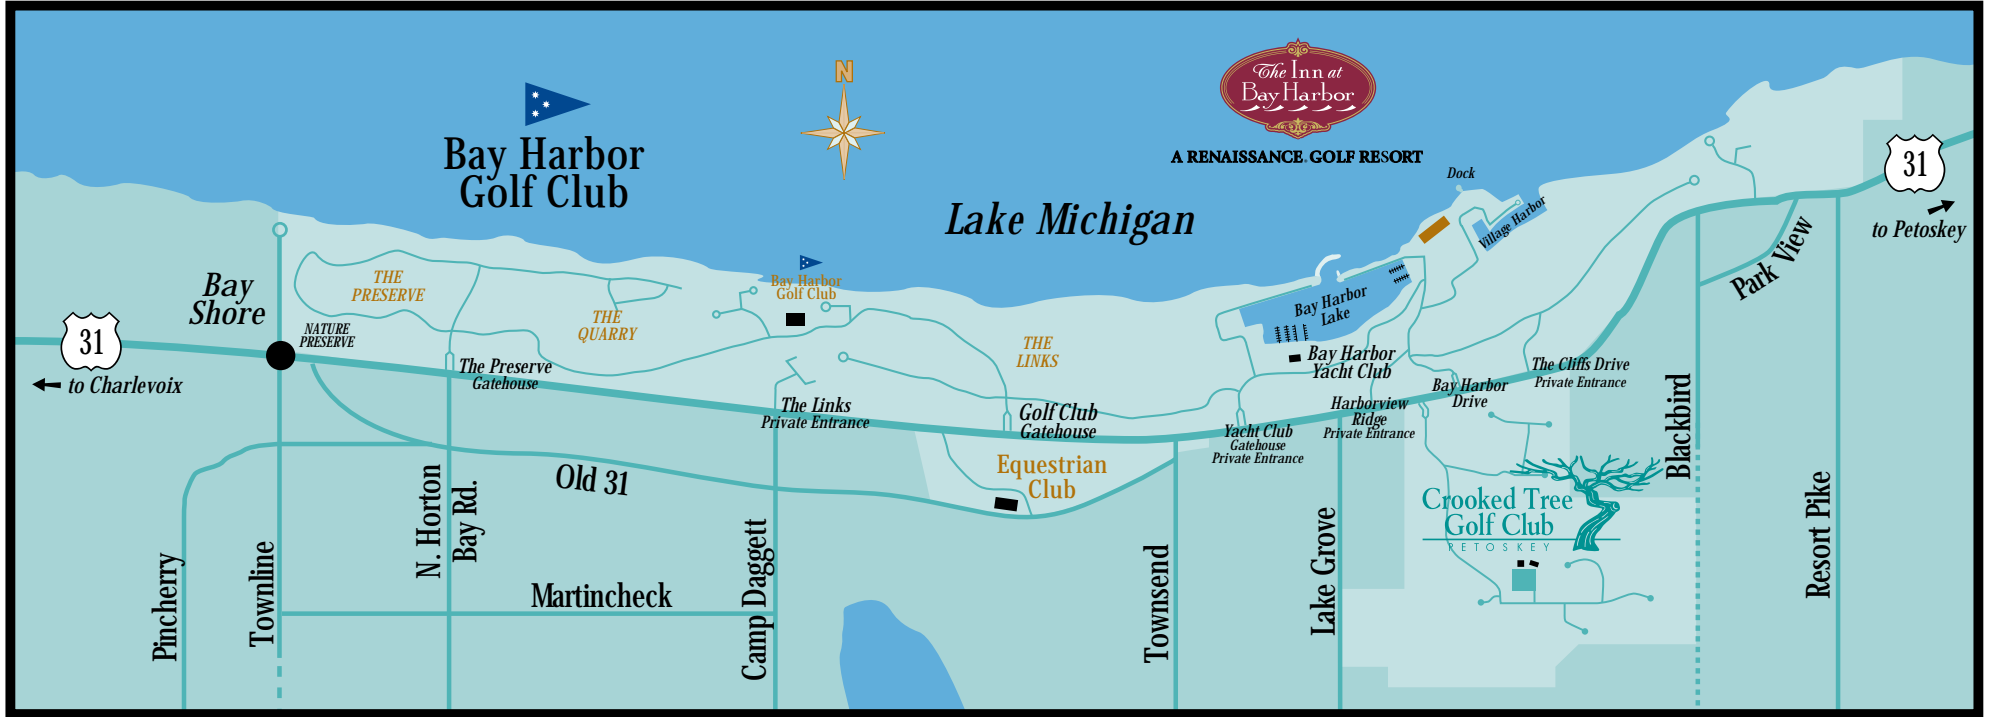 Bay Harbor
Golf Club
N
The Inn at
Bay Harbor
A RENAISSANCE. GOLF RESORT
Lake Michigan
Dock
Village Harbor
31
to Petoskey
Park View
Bay
Shore
THE
PRESERVE
NATURE
PRESERVE
THE
QUARRY
Bay Harbor
Golf Club
THE
LINKS
Bay Harbor
Lake
Bay Harbor
Yacht Club
31
to Charlevoix
The Preserve
Gatehouse
The Links
Private Entrance
Golf Club
Gatehouse
Yacht Club
Gatehouse
Private Entrance
Harborview
Ridge
Private Entrance
Bay Harbor
Drive
The Cliffs Drive
Private Entrance
Equestrian
Club
Old 31
Crooked Tree
Golf Club
PETOSKEY
Pincherry
Townline
N. Horton
Bay Rd.
Martincheck
Camp Daggett
Townsend
Lake Grove
Blackbird
Resort Pike